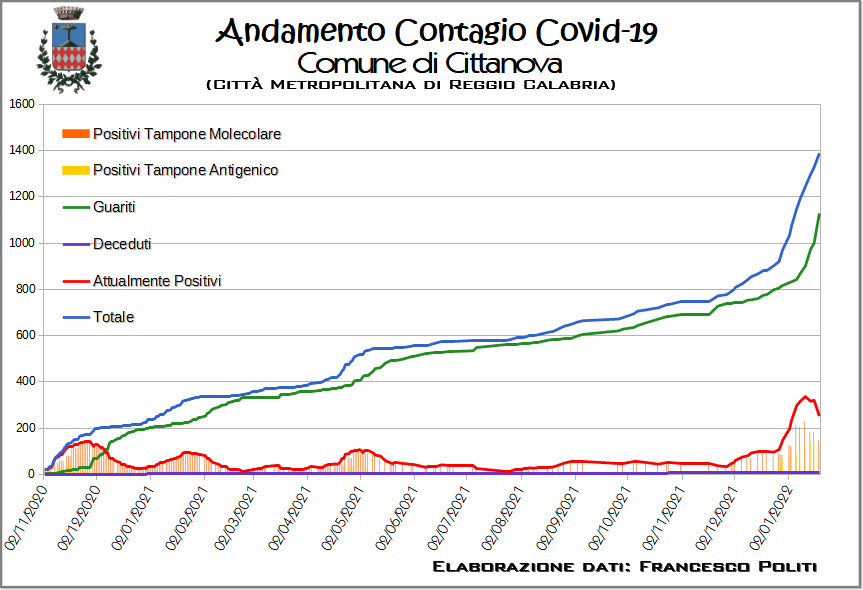 Andamento Contagio Covid-19
Comune di Cittanova
(Città Metropolitana di Reggio Calabria)
1600
1400
1200
1000
800
600
400
200
0
Positivi Tampone Molecolare
Positivi Tampone Antigenico
Guariti
Deceduti
Attualmente Positivi
Totale
02/11/2020
02/12/2020
02/01/2021
02/02/2021
02/03/2021
02/04/2021
02/05/2021
02/06/2021
02/07/2021
02/08/2021
02/09/2021
02/10/2021
02/11/2021
02/12/2021
02/01/2022
Elaborazione dati: Francesco Politi